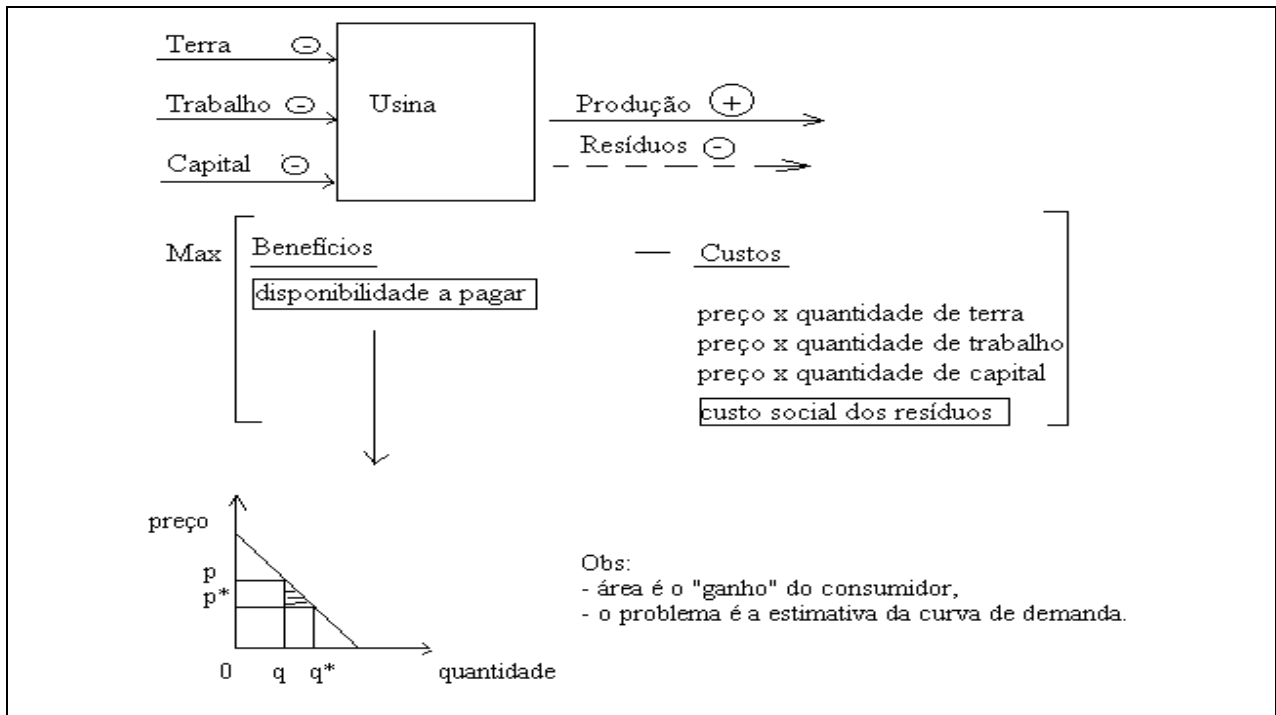 Terra -
Trabalho -
Capital -
Usina
Produção +
Resíduos -
Max
Benefícios
disponibilidade a pagar
— Custos
preço x quantidade de terra
preço x quantidade de trabalho
preço x quantidade de capital
custo social dos resíduos
preço
p
p*
0 q q* quantidade
Obs:
- área é o "ganho" do consumidor,
- o problema é a estimativa da curva de demanda.